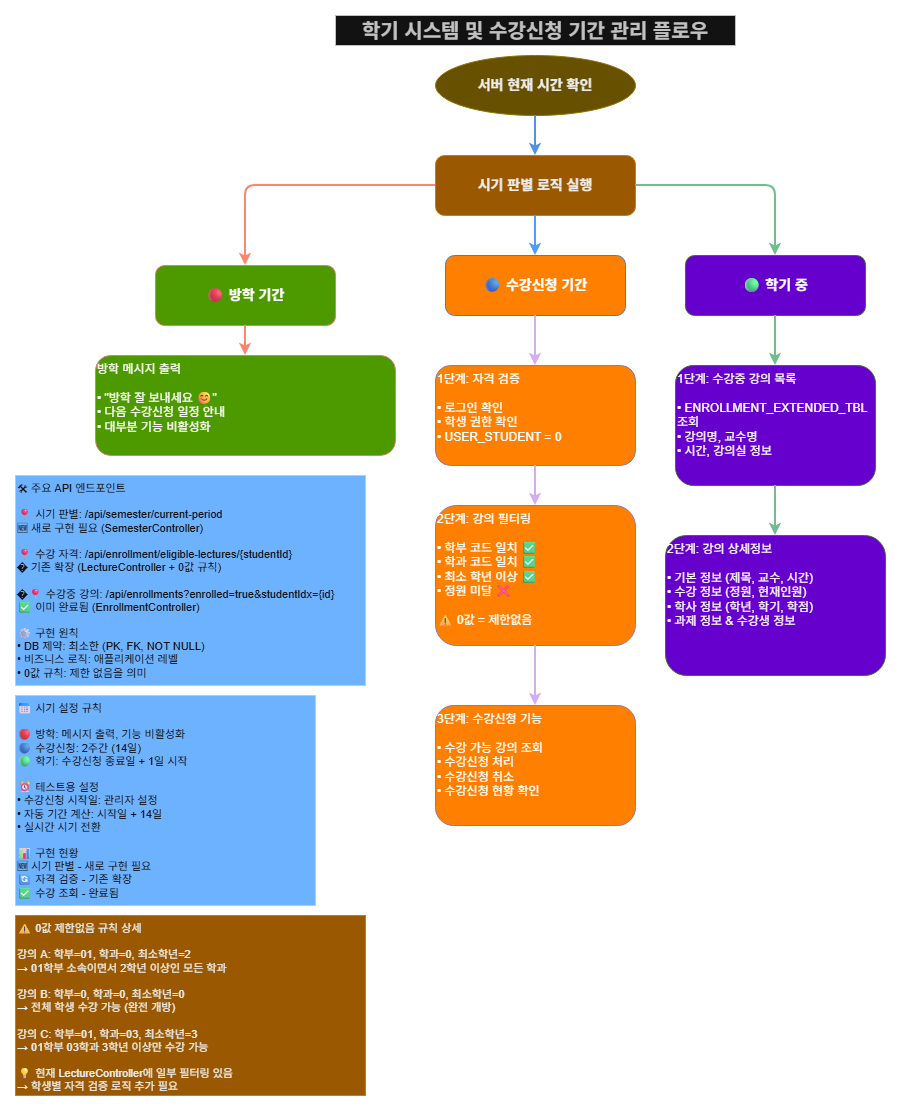 학기 시스템 및 수강신청 기간 관리 플로우
서버 현재 시간 확인
시기 판별 로직 실행
🔴 방학 기간
🔵 수강신청 기간
🟢 학기 중
방학 메시지 출력
• "방학 잘 보내세요 😊"
• 다음 수강신청 일정 안내
• 대부분 기능 비활성화
1단계: 자격 검증
• 로그인 확인
• 학생 권한 확인
• USER_STUDENT = 0
1단계: 수강중 강의 목록
• ENROLLMENT_EXTENDED_TBL
조회
• 강의명, 교수명
• 시간, 강의실 정보
2단계: 강의 필터링
• 학부 코드 일치 ✅
• 학과 코드 일치 ✅
• 최소 학년 이상 ✅
• 정원 미달 ❌
⚠️ 0값 = 제한없음
2단계: 강의 상세정보
• 기본 정보 (제목, 교수, 시간)
• 수강 정보 (정원, 현재인원)
• 학사 정보 (학년, 학기, 학점)
• 과제 정보 & 수강생 정보
3단계: 수강신청 기능
• 수강 가능 강의 조회
• 수강신청 처리
• 수강신청 취소
• 수강신청 현황 확인
🛠 주요 API 엔드포인트
📍 시기 판별: /api/semester/current-period
🆕 새로 구현 필요 (SemesterController)
📍 수강 자격: /api/enrollment/eligible-lectures/{studentId}
� 기존 확장 (LectureController + 0값 규칙)
�📍 수강중 강의: /api/enrollments?enrolled=true&studentIdx={id}
✅ 이미 완료됨 (EnrollmentController)
⚙️ 구현 원칙
• DB 제약: 최소한 (PK, FK, NOT NULL)
• 비즈니스 로직: 애플리케이션 레벨
• 0값 규칙: 제한 없음을 의미
🗓 시기 설정 규칙
🔴 방학: 메시지 출력, 기능 비활성화
🔵 수강신청: 2주간 (14일)
🟢 학기: 수강신청 종료일 + 1일 시작
⏰ 테스트용 설정
• 수강신청 시작일: 관리자 설정
• 자동 기간 계산: 시작일 + 14일
• 실시간 시기 전환
📊 구현 현황
🆕 시기 판별 - 새로 구현 필요
🔄 자격 검증 - 기존 확장
✅ 수강 조회 - 완료됨
⚠️ 0값 제한없음 규칙 상세
강의 A: 학부=01, 학과=0, 최소학년=2
→ 01학부 소속이면서 2학년 이상인 모든 학과
강의 B: 학부=0, 학과=0, 최소학년=0
→ 전체 학생 수강 가능 (완전 개방)
강의 C: 학부=01, 학과=03, 최소학년=3
→ 01학부 03학과 3학년 이상만 수강 가능
💡 현재 LectureController에 일부 필터링 있음
→ 학생별 자격 검증 로직 추가 필요